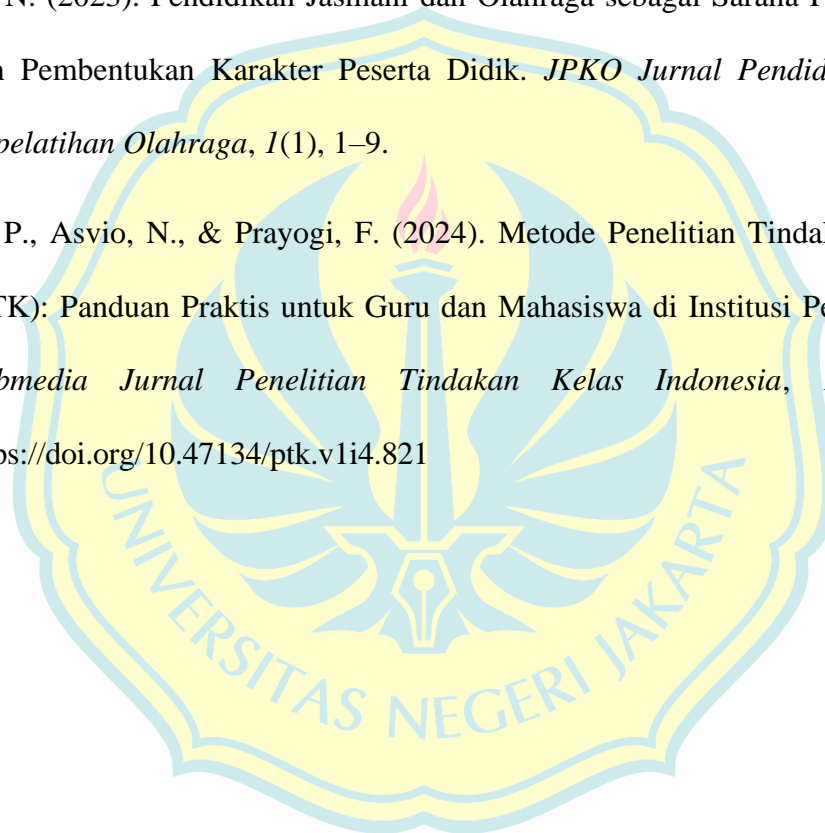 N. (2023). Pendidikan Jasmani dan Olahraga sebagai Sarana
Pembentukan Karakter Peserta Didik. JPKO Jurnal Pendid
pelatihan Olahraga, 1(1), 1–9.
P., Asvio, N., & Prayogi, F. (2024). Metode Penelitian Tinda
TK): Panduan Praktis untuk Guru dan Mahasiswa di Institusi Pe
bmedia Jurnal Penelitian Tindakan Kelas Indonesia,
ps://doi.org/10.47134/ptk.v1i4.821
UNIVERSITAS NEGERI JAKARTA